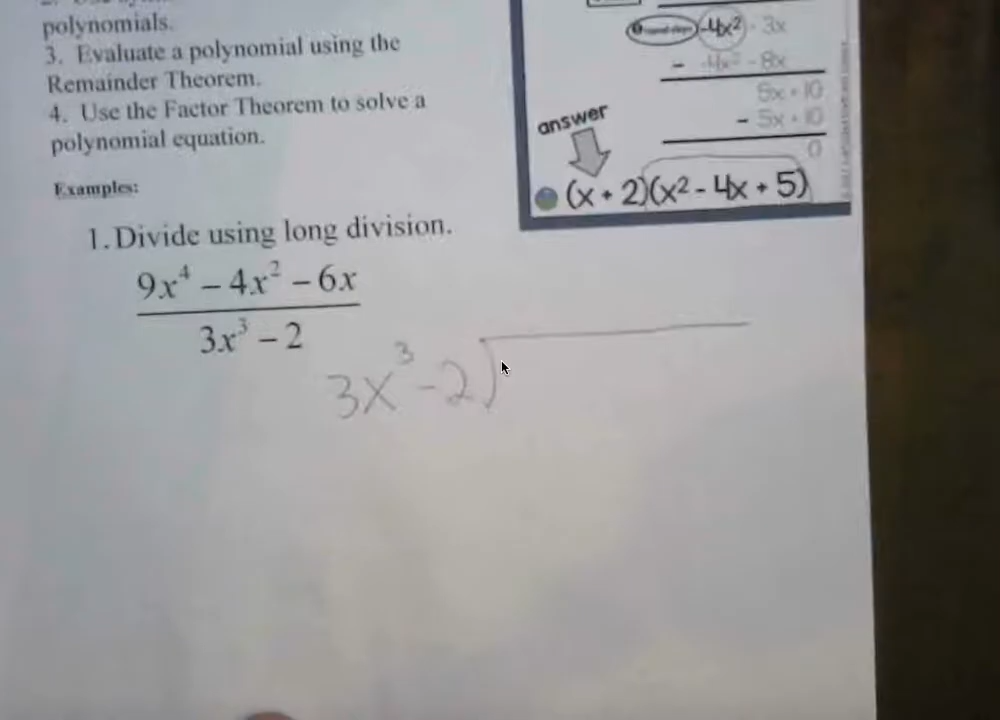 polynomials.
3. Evaluate a polynomial using the
Remainder Theorem.
4. Use the Factor Theorem to solve a
polynomial equation.
Examples:
1. Divide using long division.
9x⁴ − 4x² − 6x
3x³ − 2
3x³-2
-4x² - 3x
- -4x² - 8x
5x + 10
- 5x + 10
0
answer
(x + 2)(x² - 4x + 5)